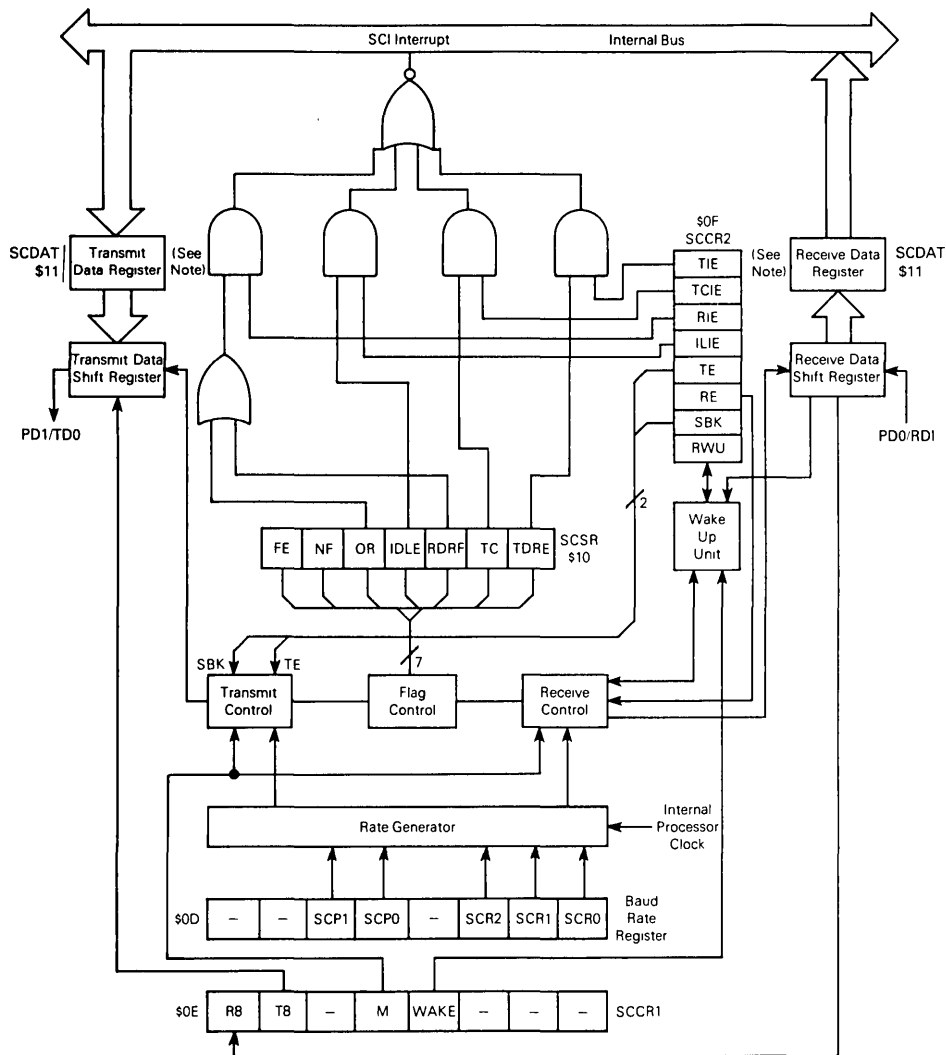 SCI Interrupt
Internal Bus
SCDAT
$11
Transmit
Data Register
(See
Note)
$0F
SCCR2
TIE
TCIE
RIE
ILIE
TE
RE
SBK
RWU
(See
Note)
Receive Data
Register
SCDAT
$11
Transmit Data
Shift Register
Receive Data
Shift Register
PD1/TD0
PD0/RDI
2
Wake
Up
Unit
FE NF OR IDLE RDRF TC TDRE
SCSR
$10
7
SBK
TE
Transmit
Control
Flag
Control
Receive
Control
Rate Generator
Internal
Processor
Clock
$0D
– – SCP1 SCP0 – SCR2 SCR1 SCR0
Baud
Rate
Register
$0E
R8 T8 – M WAKE – – –
SCCR1